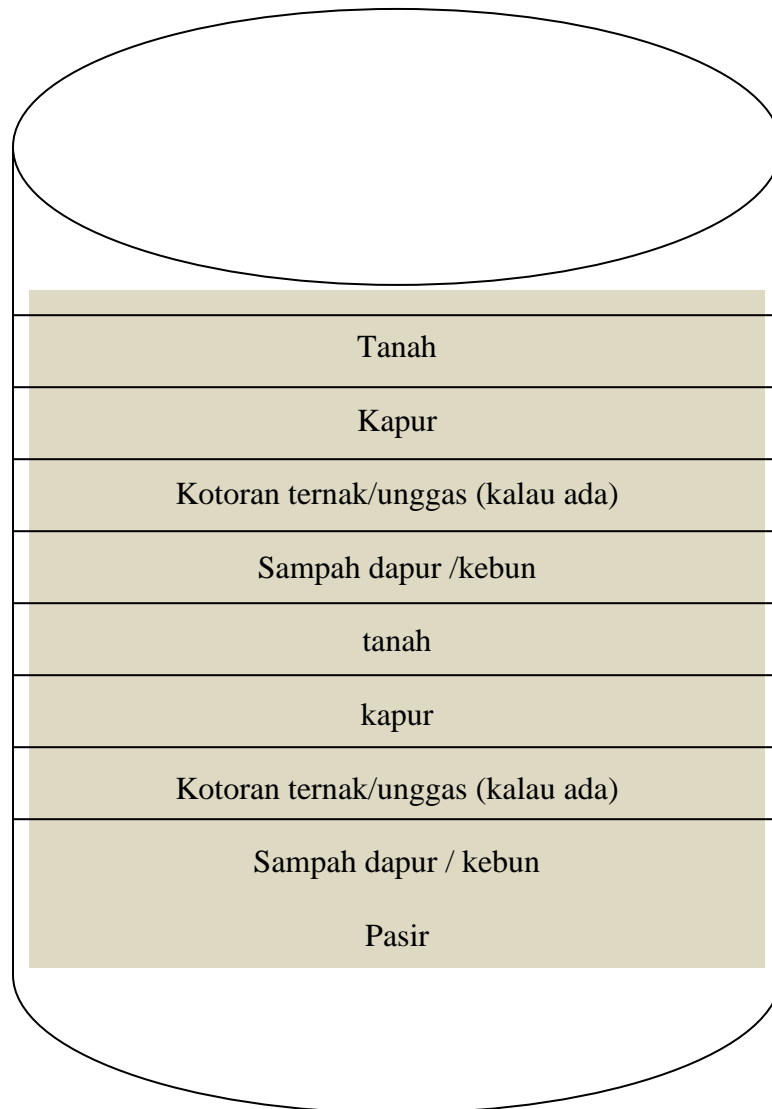 Tanah
Kapur
Kotoran ternak/unggas (kalau ada)
Sampah dapur /kebun
tanah
kapur
Kotoran ternak/unggas (kalau ada)
Sampah dapur / kebun
Pasir